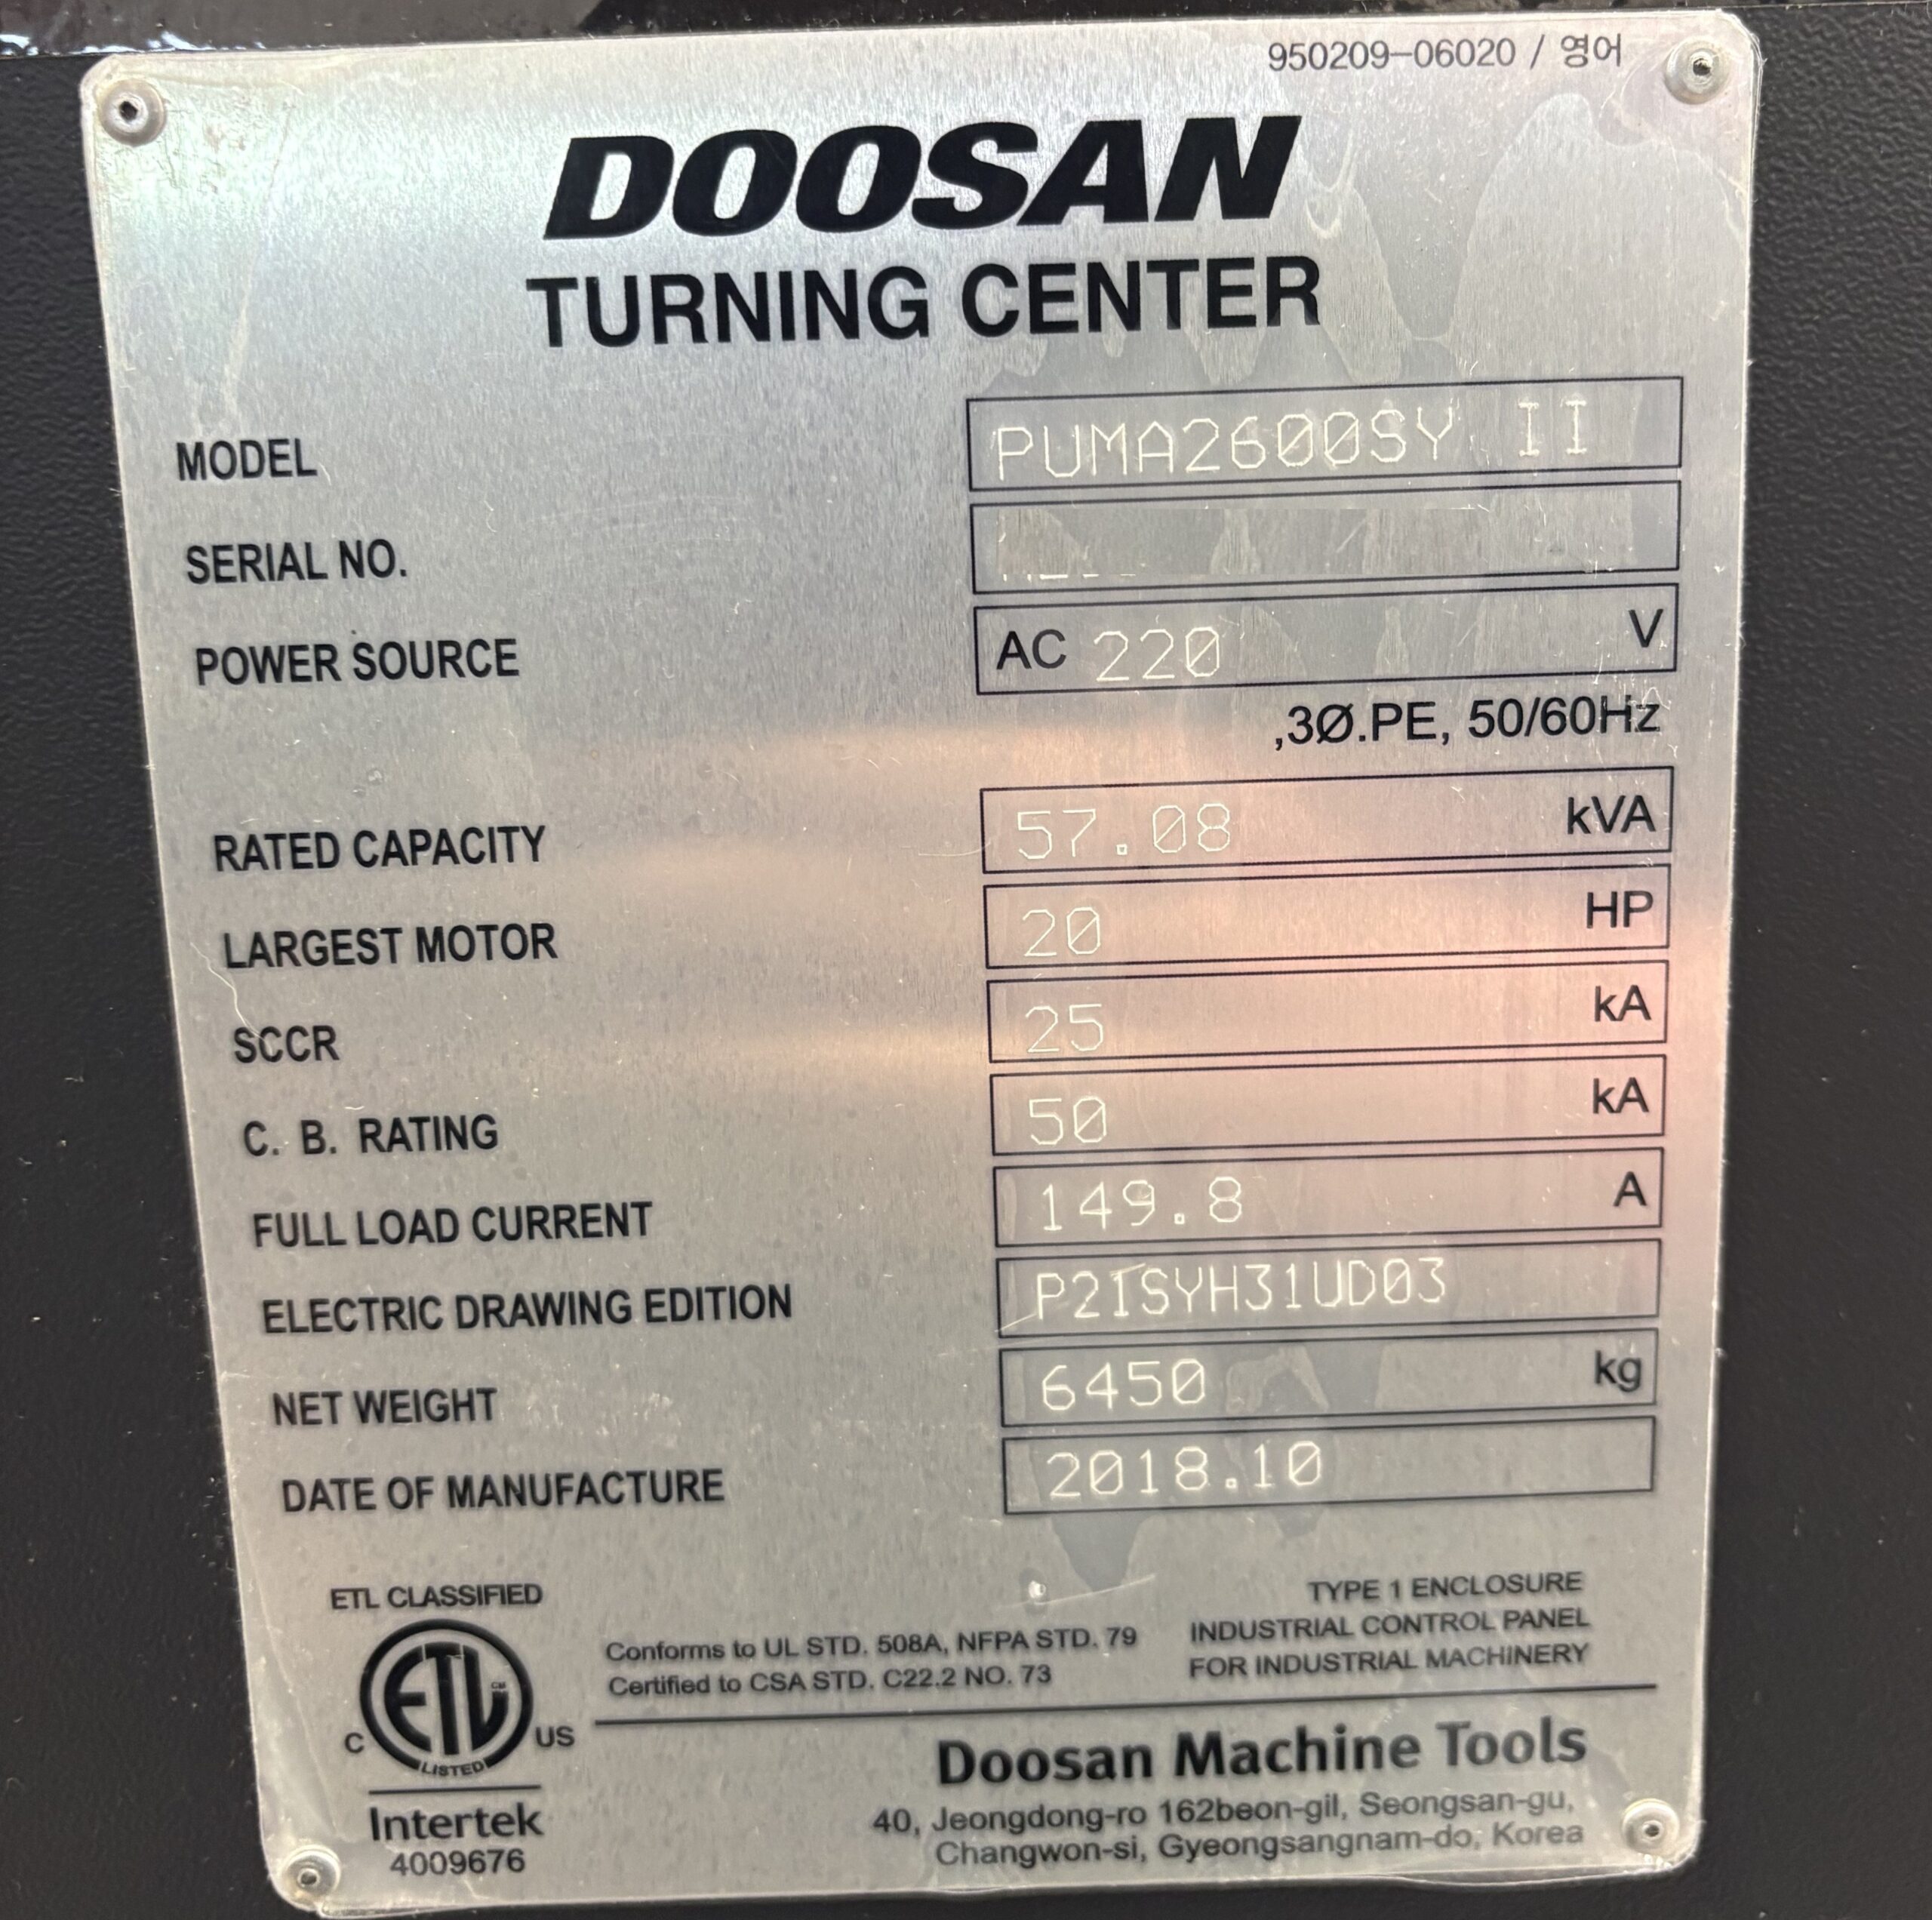 950209-06020 / 영어
DOOSAN
TURNING CENTER
MODEL PUMA2600SY II
SERIAL NO.
POWER SOURCE AC 220 V
,3Ø.PE, 50/60Hz
RATED CAPACITY 57.08 kVA
LARGEST MOTOR 20 HP
SCCR 25 kA
C. B. RATING 50 kA
FULL LOAD CURRENT 149.8 A
ELECTRIC DRAWING EDITION P2ISYH31UD03
NET WEIGHT 6450 kg
DATE OF MANUFACTURE 2018.10
ETL CLASSIFIED
ETL CM
C US
LISTED
Intertek
4009676
Conforms to UL STD. 508A, NFPA STD. 79
Certified to CSA STD. C22.2 NO. 73
TYPE 1 ENCLOSURE
INDUSTRIAL CONTROL PANEL
FOR INDUSTRIAL MACHINERY
Doosan Machine Tools
40, Jeongdong-ro 162beon-gil, Seongsan-gu,
Changwon-si, Gyeongsangnam-do, Korea